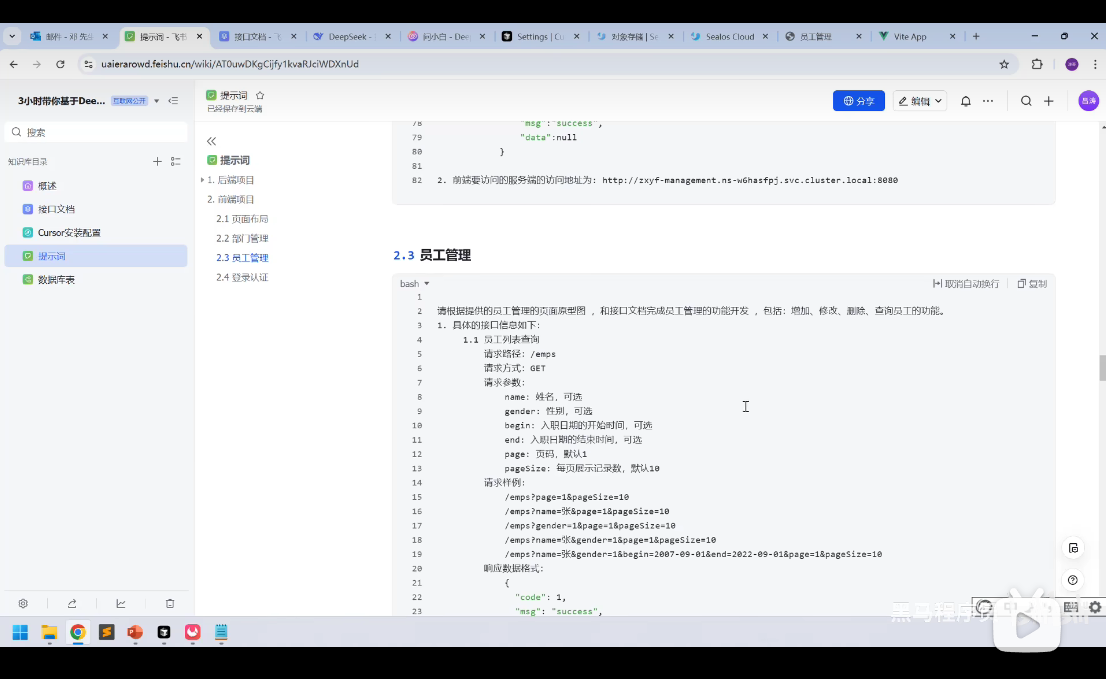 邮件 - 邓 先生
提示词 - 飞书
接口文档 - 飞
DeepSeek -
问小白 - Dee
Settings | Cu
对象存储 | Se
Sealos Cloud
员工管理
Vite App
uaierarowd.feishu.cn/wiki/AT0uwDKgCijfy1kvaRJciWDXnUd
3小时带你基于Dee... 互联网公开
提示词
已经保存到云端
分享
编辑
搜索
知识库目录
概述
接口文档
Cursor安装配置
提示词
数据库表
提示词
1. 后端项目
2. 前端项目
2.1 页面布局
2.2 部门管理
2.3 员工管理
2.4 登录认证
78 "msg":"success",
79 "data":null
80 }
81
82 2. 前端要访问的服务端的访问地址为: http://zxyf-management.ns-w6hasfpj.svc.cluster.local:8080
2.3 员工管理
bash 取消自动换行 复制
1
2 请根据提供的员工管理的页面原型图 ，和接口文档完成员工管理的功能开发 ，包括：增加、修改、删除、查询员工的功能。
3 1. 具体的接口信息如下:
4 1.1 员工列表查询
5 请求路径: /emps
6 请求方式: GET
7 请求参数:
8 name: 姓名, 可选
9 gender: 性别, 可选
10 begin: 入职日期的开始时间, 可选
11 end: 入职日期的结束时间, 可选
12 page: 页码, 默认1
13 pageSize: 每页展示记录数, 默认10
14 请求样例:
15 /emps?page=1&pageSize=10
16 /emps?name=张&page=1&pageSize=10
17 /emps?gender=1&page=1&pageSize=10
18 /emps?name=张&gender=1&page=1&pageSize=10
19 /emps?name=张&gender=1&begin=2007-09-01&end=2022-09-01&page=1&pageSize=10
20 响应数据格式:
21 {
22 "code": 1,
23 "msg": "success",
黑马程序员